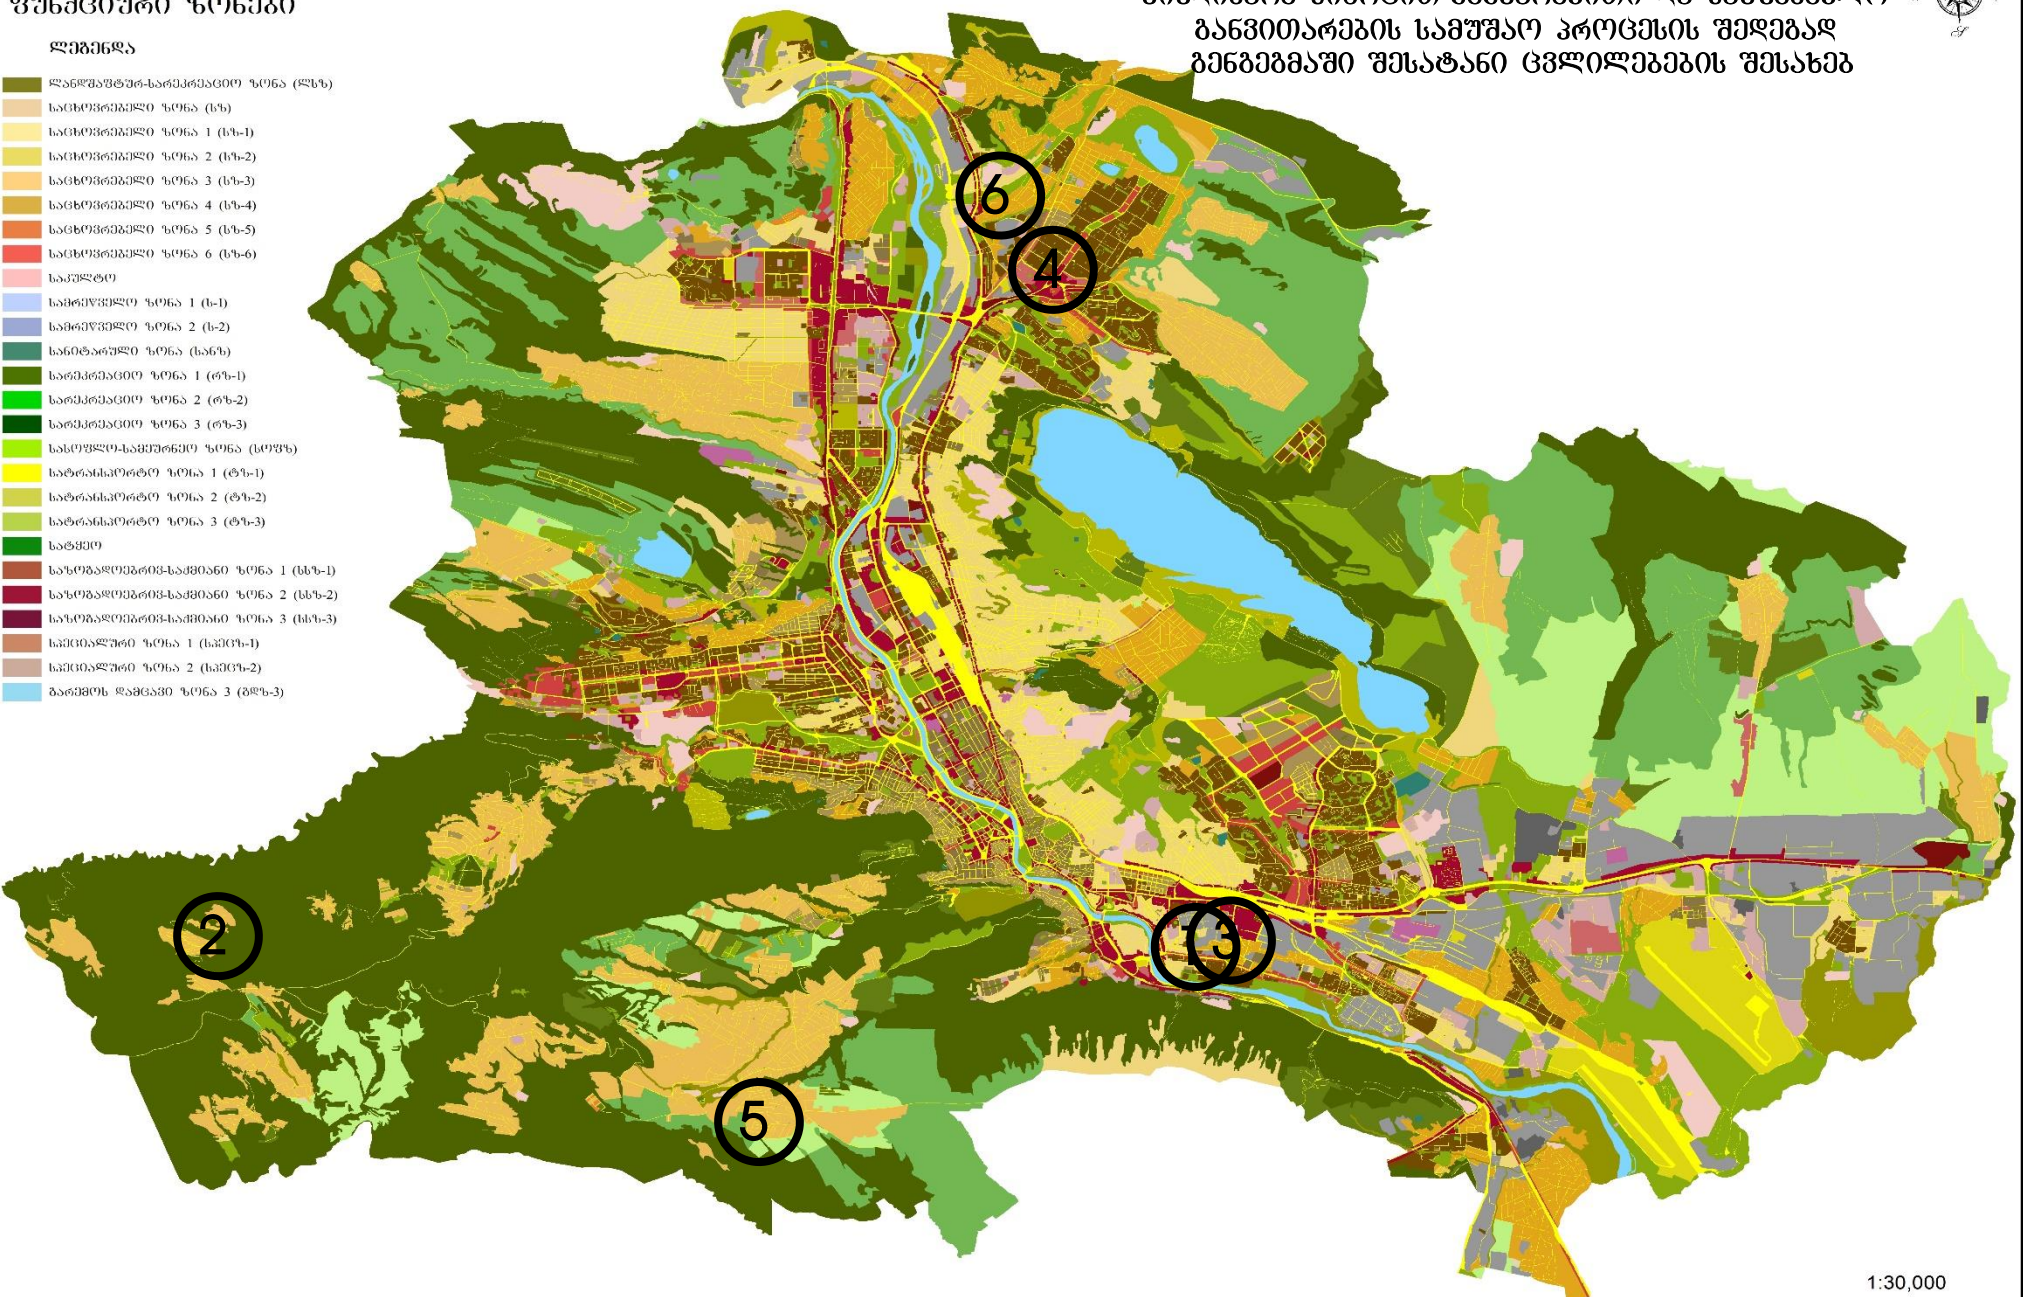 ფუნქციური ზონები
განვითარების სამუშაო პროცესის შედეგად
გენგეგმაში შესატანი ცვლილებების შესახებ
ლეგენდა
ლანდშაფტურ-სარეკრეაციო ზონა (ლსზ)
საცხოვრებელი ზონა (სზ)
საცხოვრებელი ზონა 1 (სზ-1)
საცხოვრებელი ზონა 2 (სზ-2)
საცხოვრებელი ზონა 3 (სზ-3)
საცხოვრებელი ზონა 4 (სზ-4)
საცხოვრებელი ზონა 5 (სზ-5)
საცხოვრებელი ზონა 6 (სზ-6)
საკულტო
სამრეწველო ზონა 1 (ს-1)
სამრეწველო ზონა 2 (ს-2)
სანიტარული ზონა (სანზ)
სარეკრეაციო ზონა 1 (რზ-1)
სარეკრეაციო ზონა 2 (რზ-2)
სარეკრეაციო ზონა 3 (რზ-3)
სასოფლო-სამეურნეო ზონა (სოფზ)
სატრანსპორტო ზონა 1 (ტზ-1)
სატრანსპორტო ზონა 2 (ტზ-2)
სატრანსპორტო ზონა 3 (ტზ-3)
სატყეო
საზოგადოებრივ-საქმიანი ზონა 1 (სსზ-1)
საზოგადოებრივ-საქმიანი ზონა 2 (სსზ-2)
საზოგადოებრივ-საქმიანი ზონა 3 (სსზ-3)
სპეციალური ზონა 1 (სპეცზ-1)
სპეციალური ზონა 2 (სპეცზ-2)
გარემოს დამცავი ზონა 3 (გდზ-3)
6
4
2
1 3
5
1:30,000